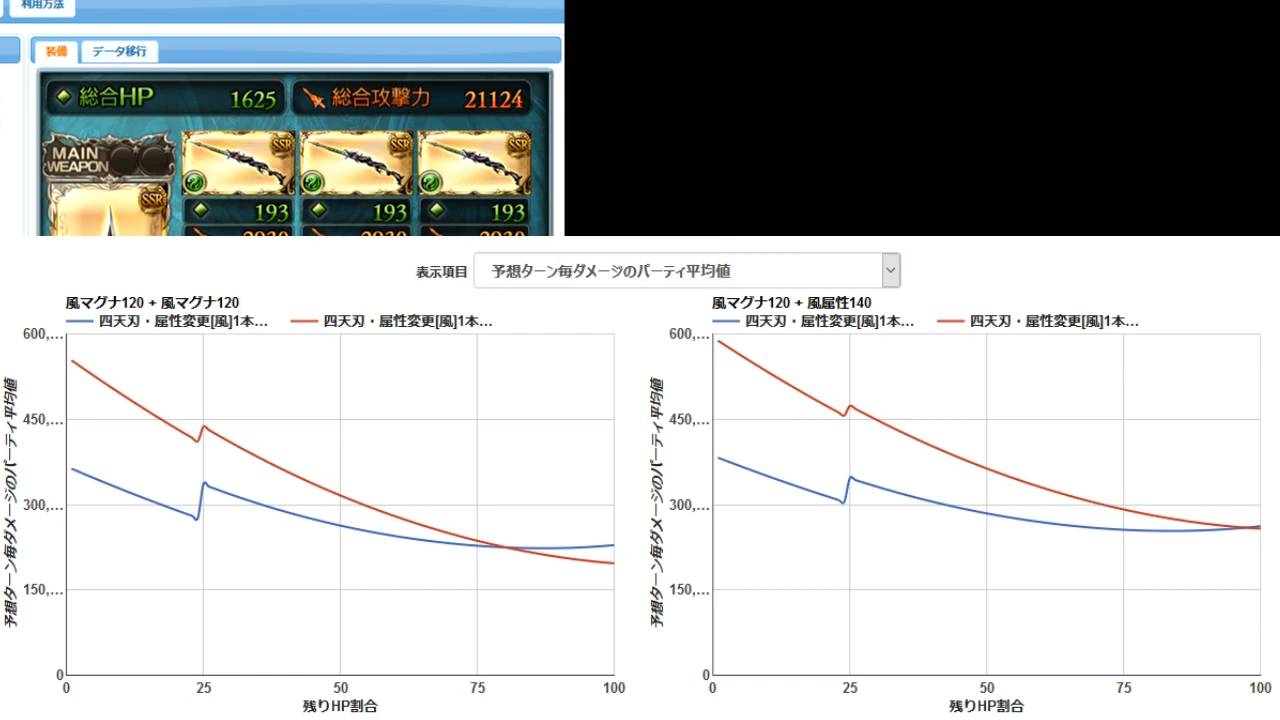 利用方法
装備
データ移行
総合HP 1625
総合攻撃力 21124
MAIN WEAPON
SSR
SSR
SSR
SSR
193
193
193
表示項目
予想ターン毎ダメージのパーティ平均値
風マグナ120 + 風マグナ120
四天刃・属性変更[風]1本...
四天刃・属性変更[風]1本...
600,...
450,...
300,...
150,...
0
0
25
50
75
100
残りHP割合
予想ターン毎ダメージのパーティ平均値
風マグナ120 + 風属性140
四天刃・属性変更[風]1本...
四天刃・属性変更[風]1本...
600,...
450,...
300,...
150,...
0
0
25
50
75
100
残りHP割合
予想ターン毎ダメージのパーティ平均値